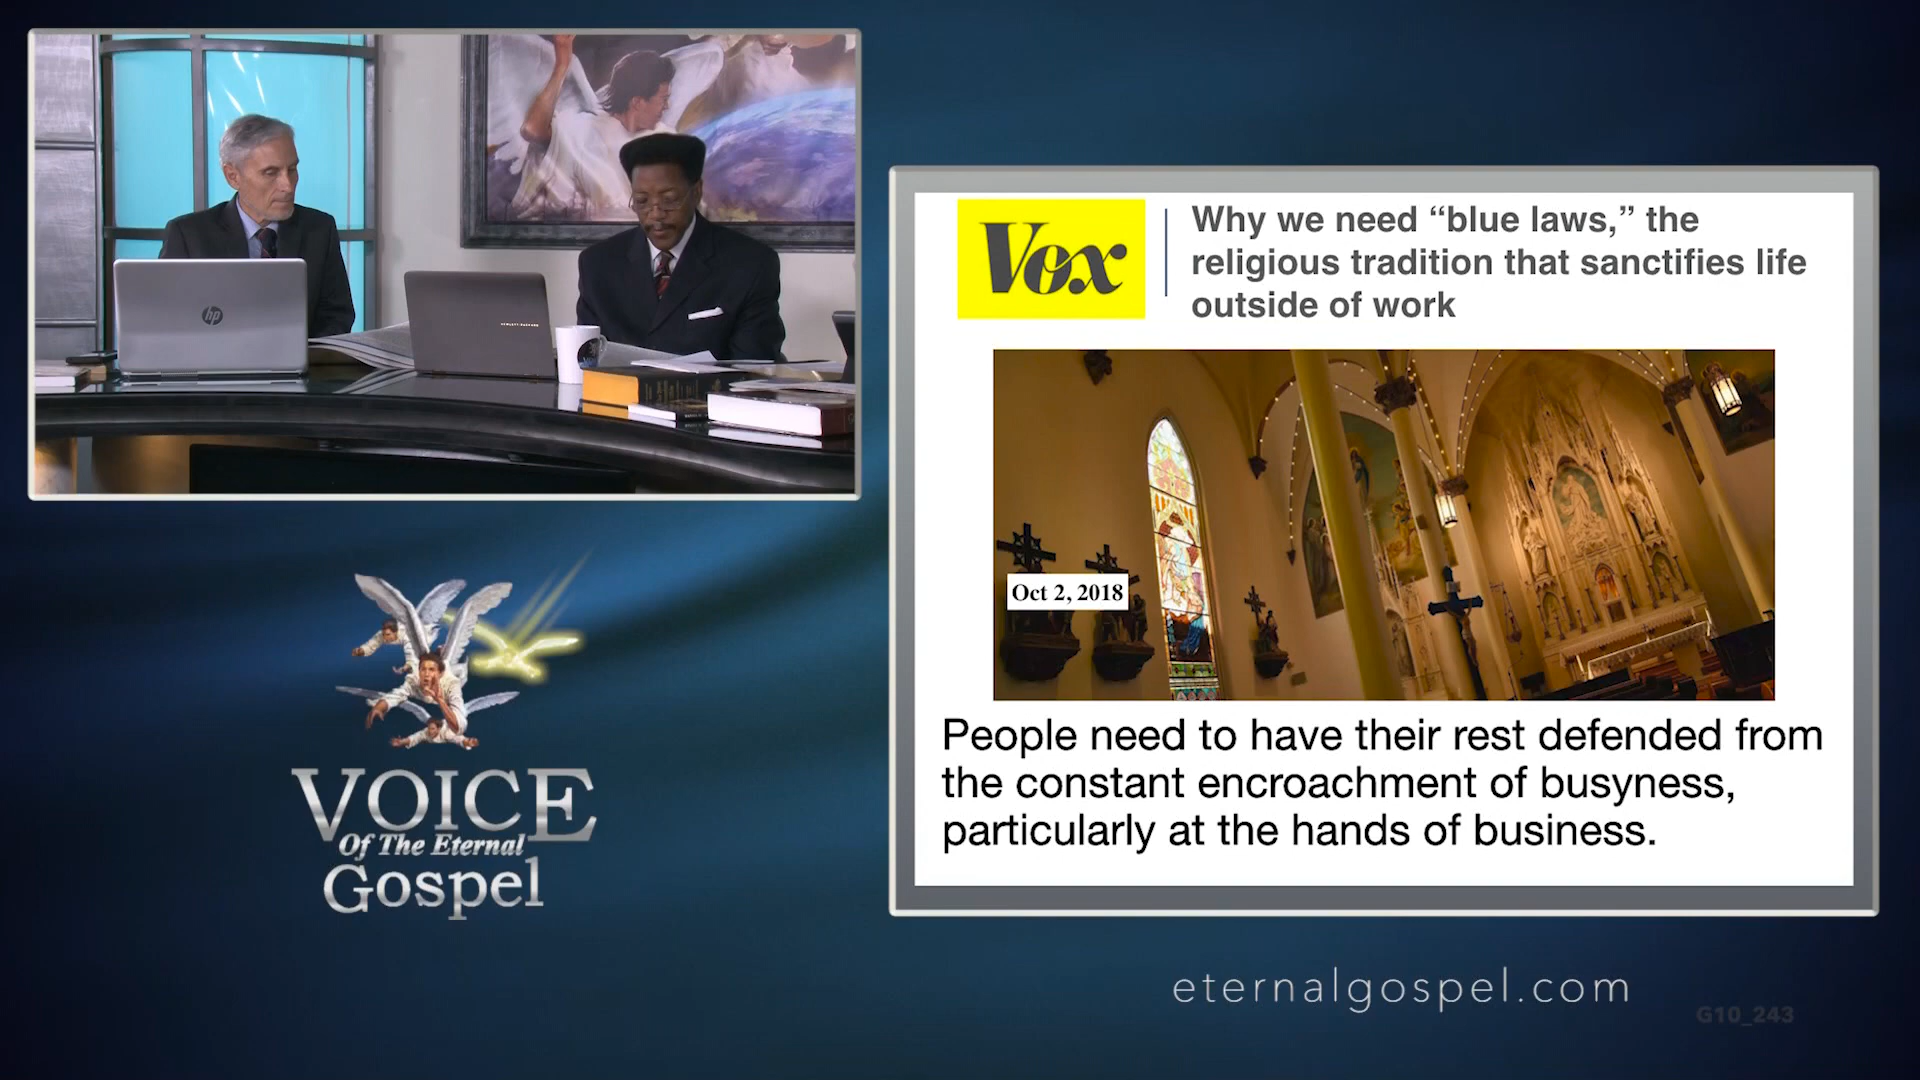 hp
Vox
Why we need “blue laws,” the
religious tradition that sanctifies life
outside of work
Oct 2, 2018
People need to have their rest defended from
the constant encroachment of busyness,
particularly at the hands of business.
VOICE
Of The Eternal
Gospel
eternalgospel.com
G10_243